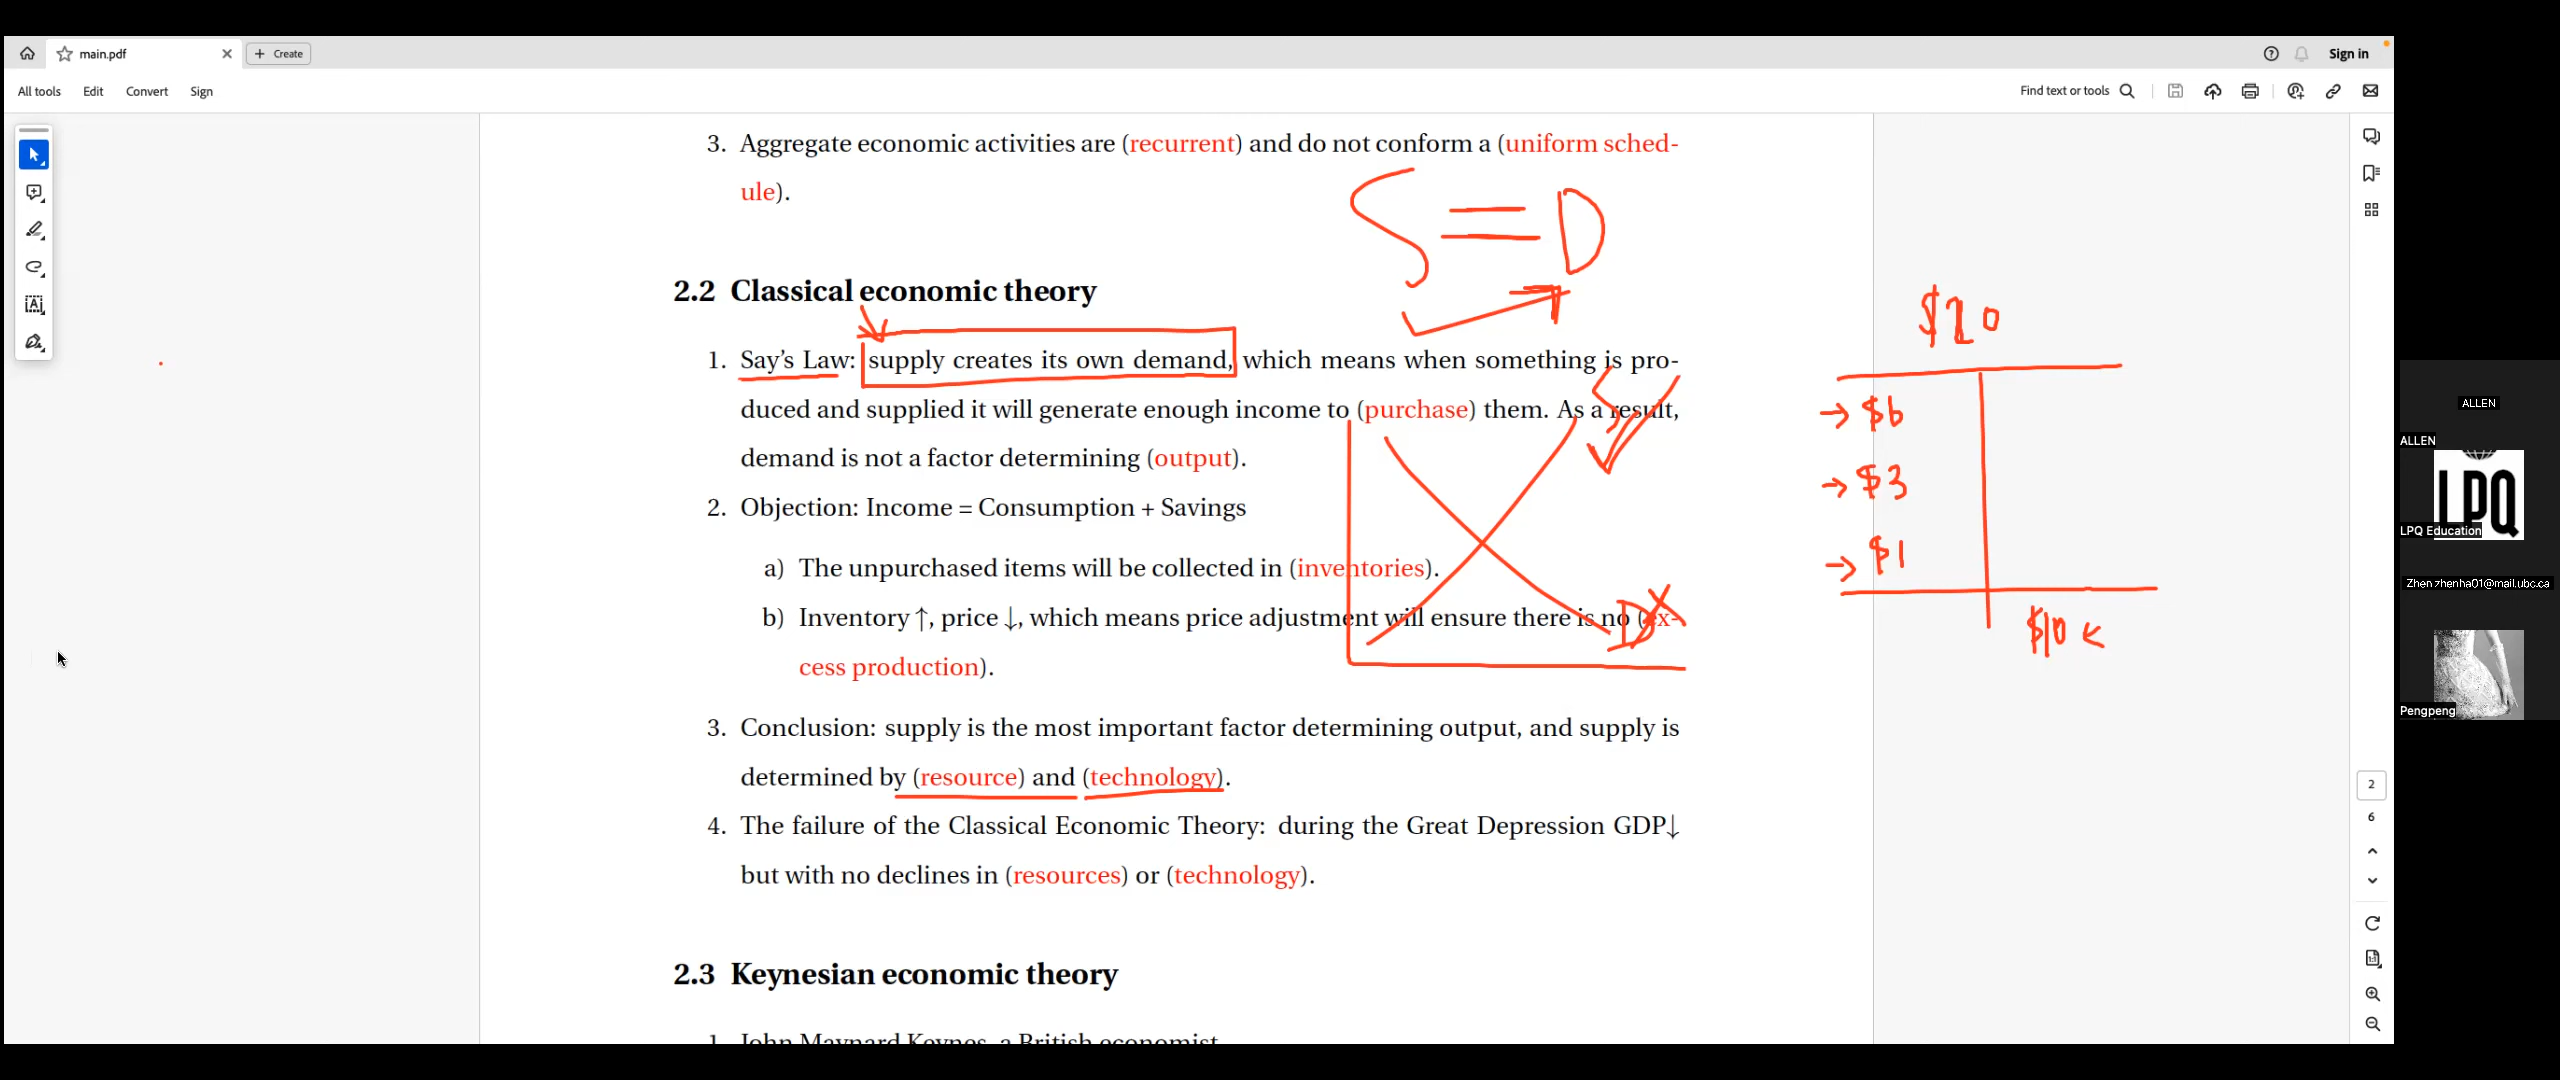 main.pdf
Create
Sign in
All tools
Edit
Convert
Sign
Find text or tools
3. Aggregate economic activities are (recurrent) and do not conform a (uniform sched-
ule).
S = D
2.2 Classical economic theory
$20
1. Say's Law: supply creates its own demand, which means when something is pro-
duced and supplied it will generate enough income to (purchase) them. As a result,
demand is not a factor determining (output).
S
→ $6
→ $3
→ $1
$10
2. Objection: Income = Consumption + Savings
a) The unpurchased items will be collected in (inventories).
b) Inventory ↑, price ↓, which means price adjustment will ensure there is no (ex-
cess production).
D
3. Conclusion: supply is the most important factor determining output, and supply is
determined by (resource) and (technology).
4. The failure of the Classical Economic Theory: during the Great Depression GDP↓
but with no declines in (resources) or (technology).
2.3 Keynesian economic theory
1. John Maynard Keynes, a British economist
2
6
ALLEN
ALLEN
LPQ
LPQ Education
Zhen zhenha01@mail.ubc.ca
Pengpeng